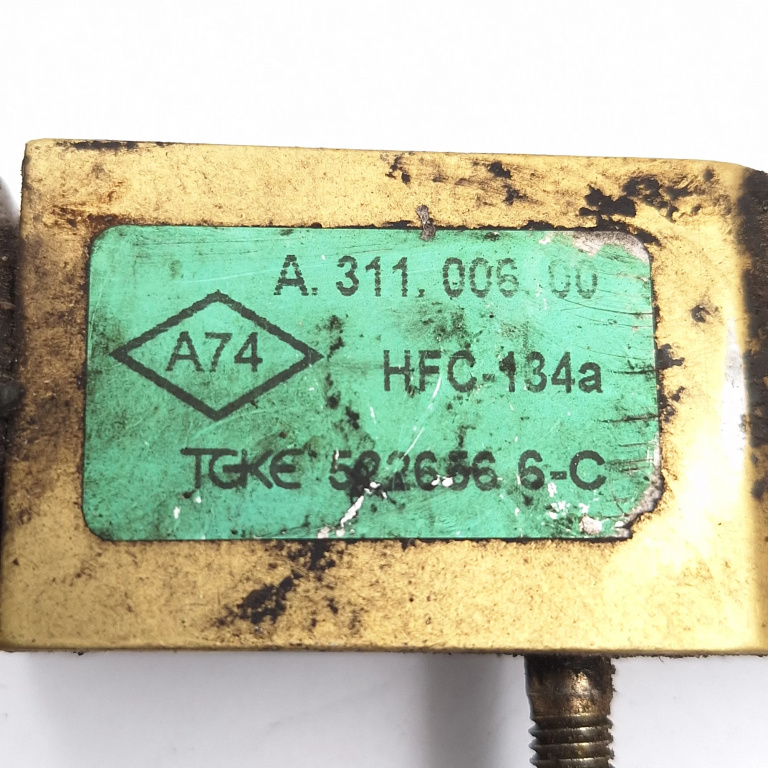 A. 311. 006 00
A74
HFC-134a
TGKE 522656 6-C